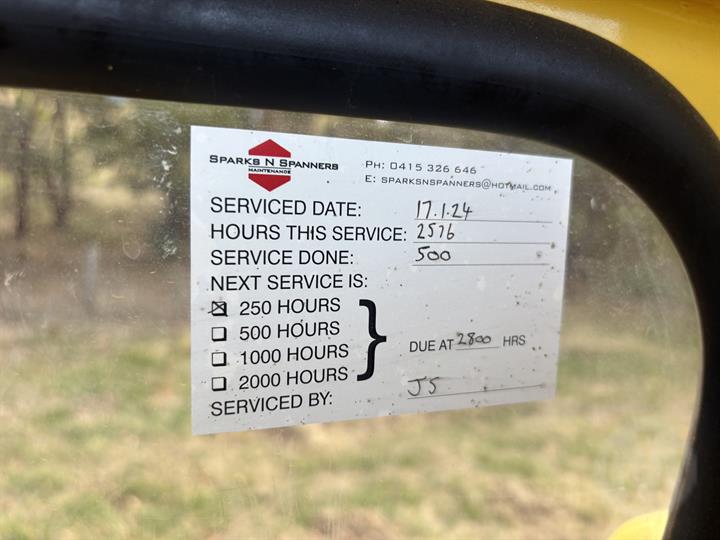 SPARKS N SPANNERS
MAINTENANCE
PH: 0415 326 646
E: SPARKSNSPANNERS@HOTMAIL.COM
SERVICED DATE: 17.1.24
HOURS THIS SERVICE: 2576
SERVICE DONE: 500
NEXT SERVICE IS:
☒ 250 HOURS
☐ 500 HOURS
☐ 1000 HOURS
☐ 2000 HOURS
DUE AT 2800 HRS
SERVICED BY: JS